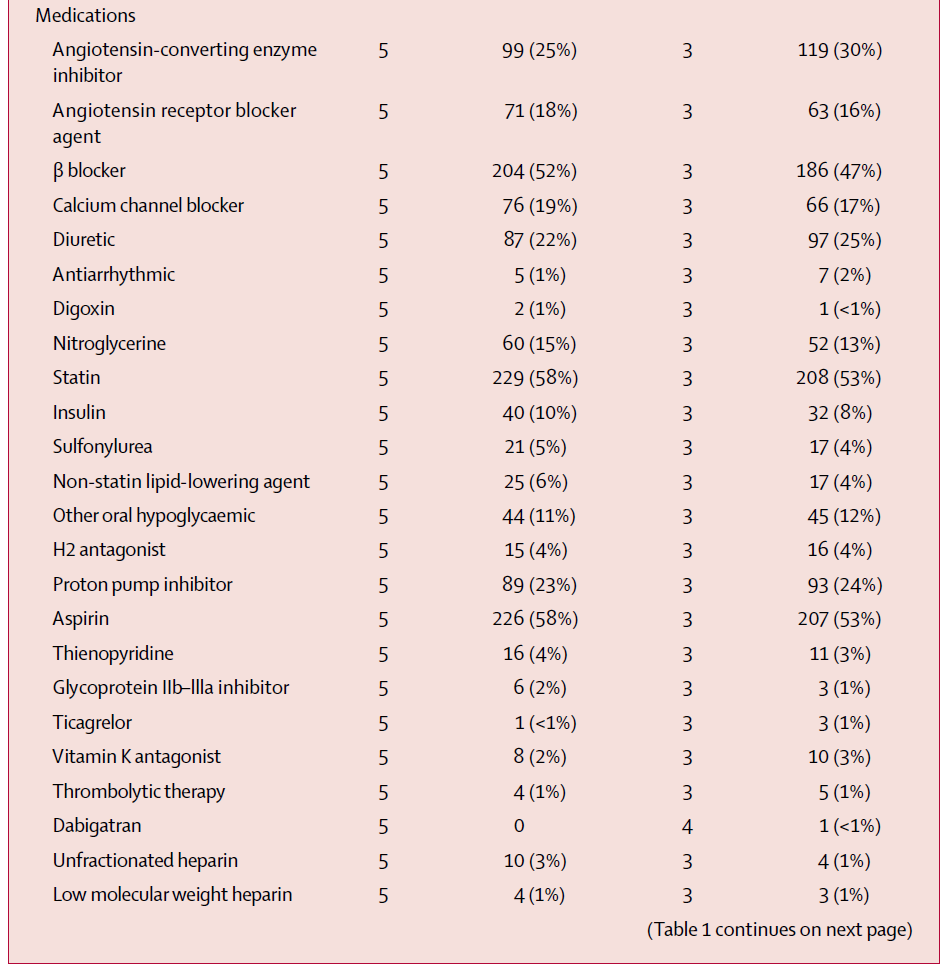 Medications
Angiotensin-converting enzyme 5 99 (25%) 3 119 (30%)
inhibitor
Angiotensin receptor blocker 5 71 (18%) 3 63 (16%)
agent
β blocker 5 204 (52%) 3 186 (47%)
Calcium channel blocker 5 76 (19%) 3 66 (17%)
Diuretic 5 87 (22%) 3 97 (25%)
Antiarrhythmic 5 5 (1%) 3 7 (2%)
Digoxin 5 2 (1%) 3 1 (<1%)
Nitroglycerine 5 60 (15%) 3 52 (13%)
Statin 5 229 (58%) 3 208 (53%)
Insulin 5 40 (10%) 3 32 (8%)
Sulfonylurea 5 21 (5%) 3 17 (4%)
Non-statin lipid-lowering agent 5 25 (6%) 3 17 (4%)
Other oral hypoglycaemic 5 44 (11%) 3 45 (12%)
H2 antagonist 5 15 (4%) 3 16 (4%)
Proton pump inhibitor 5 89 (23%) 3 93 (24%)
Aspirin 5 226 (58%) 3 207 (53%)
Thienopyridine 5 16 (4%) 3 11 (3%)
Glycoprotein IIb–IIIa inhibitor 5 6 (2%) 3 3 (1%)
Ticagrelor 5 1 (<1%) 3 3 (1%)
Vitamin K antagonist 5 8 (2%) 3 10 (3%)
Thrombolytic therapy 5 4 (1%) 3 5 (1%)
Dabigatran 5 0 4 1 (<1%)
Unfractionated heparin 5 10 (3%) 3 4 (1%)
Low molecular weight heparin 5 4 (1%) 3 3 (1%)
(Table 1 continues on next page)